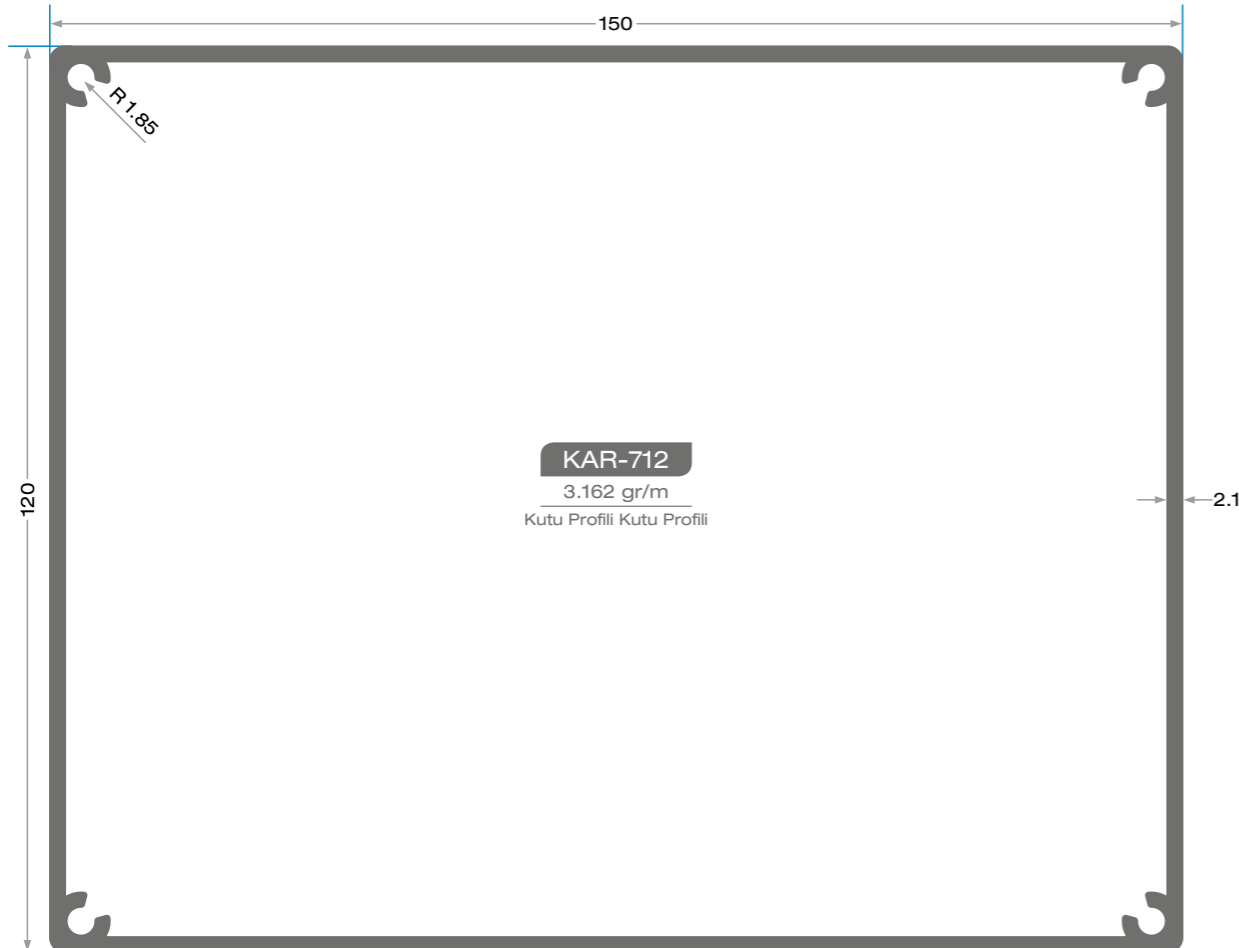 150
R 1.85
KAR-712
3.162 gr/m
Kutu Profili Kutu Profili
120
2.1